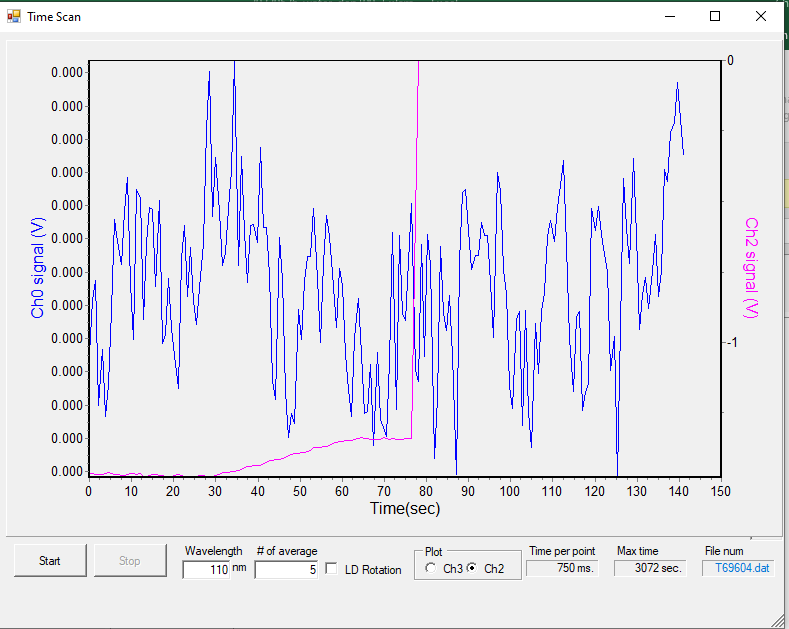 Time Scan
0.000
0.000
0.000
0.000
0.000
0.000
0.000
0.000
0.000
0.000
0.000
0.000
0.000
Ch0 signal (V)
0
-1
Ch2 signal (V)
0 10 20 30 40 50 60 70 80 90 100 110 120 130 140 150
Time(sec)
Start
Stop
Wavelength
110 nm
# of average
5
LD Rotation
Plot
Ch3 Ch2
Time per point
750 ms.
Max time
3072 sec.
File num
T69604.dat